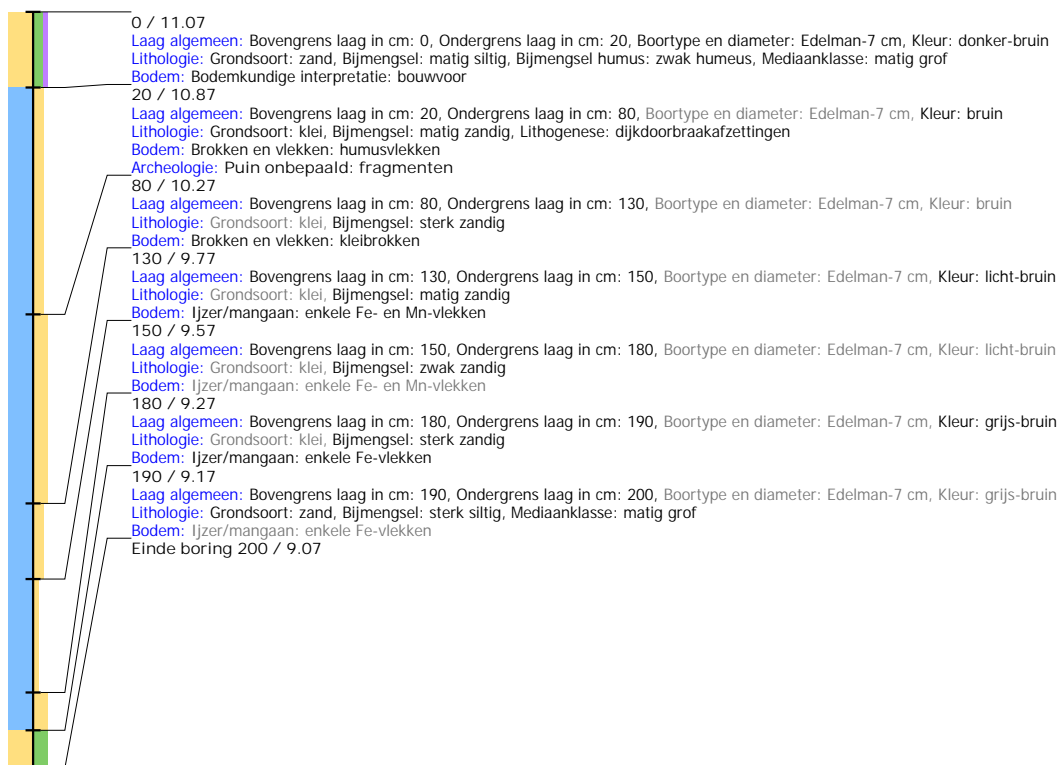 0 / 11.07
Laag algemeen: Bovengrens laag in cm: 0, Ondergrens laag in cm: 20, Boortype en diameter: Edelman-7 cm, Kleur: donker-bruin
Lithologie: Grondsoort: zand, Bijmengsel: matig siltig, Bijmengsel humus: zwak humeus, Mediaanklasse: matig grof
Bodem: Bodemkundige interpretatie: bouwvoor
20 / 10.87
Laag algemeen: Bovengrens laag in cm: 20, Ondergrens laag in cm: 80, Boortype en diameter: Edelman-7 cm, Kleur: bruin
Lithologie: Grondsoort: klei, Bijmengsel: matig zandig, Lithogenese: dijkdoorbraakafzettingen
Bodem: Brokken en vlekken: humusvlekken
Archeologie: Puin onbepaald: fragmenten
80 / 10.27
Laag algemeen: Bovengrens laag in cm: 80, Ondergrens laag in cm: 130, Boortype en diameter: Edelman-7 cm, Kleur: bruin
Lithologie: Grondsoort: klei, Bijmengsel: sterk zandig
Bodem: Brokken en vlekken: kleibrokken
130 / 9.77
Laag algemeen: Bovengrens laag in cm: 130, Ondergrens laag in cm: 150, Boortype en diameter: Edelman-7 cm, Kleur: licht-bruin
Lithologie: Grondsoort: klei, Bijmengsel: matig zandig
Bodem: Ijzer/mangaan: enkele Fe- en Mn-vlekken
150 / 9.57
Laag algemeen: Bovengrens laag in cm: 150, Ondergrens laag in cm: 180, Boortype en diameter: Edelman-7 cm, Kleur: licht-bruin
Lithologie: Grondsoort: klei, Bijmengsel: zwak zandig
Bodem: Ijzer/mangaan: enkele Fe- en Mn-vlekken
180 / 9.27
Laag algemeen: Bovengrens laag in cm: 180, Ondergrens laag in cm: 190, Boortype en diameter: Edelman-7 cm, Kleur: grijs-bruin
Lithologie: Grondsoort: klei, Bijmengsel: sterk zandig
Bodem: Ijzer/mangaan: enkele Fe-vlekken
190 / 9.17
Laag algemeen: Bovengrens laag in cm: 190, Ondergrens laag in cm: 200, Boortype en diameter: Edelman-7 cm, Kleur: grijs-bruin
Lithologie: Grondsoort: zand, Bijmengsel: sterk siltig, Mediaanklasse: matig grof
Bodem: Ijzer/mangaan: enkele Fe-vlekken
Einde boring 200 / 9.07